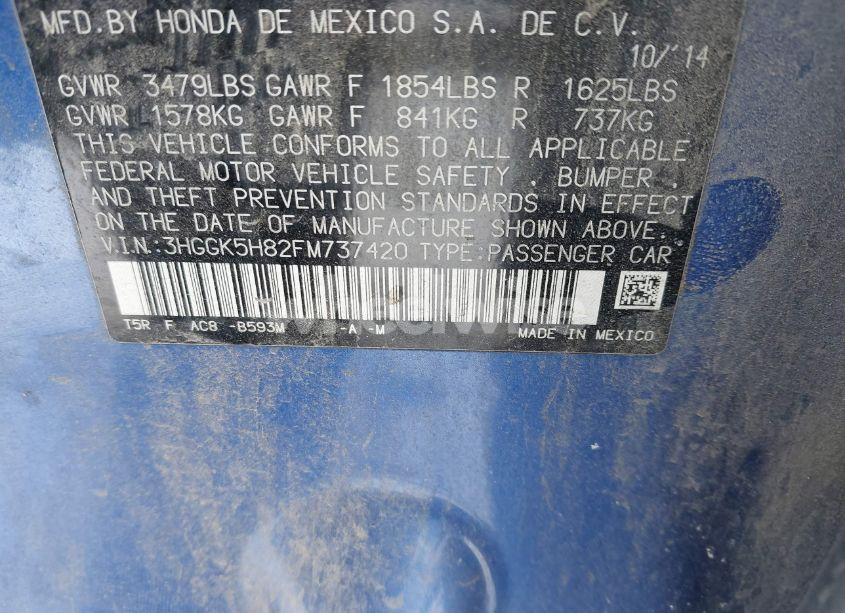 MFD.BY HONDA DE MEXICO S.A. DE C.V.
10/'14
GVWR 3479LBS GAWR F 1854LBS R 1625LBS
GVWR 1578KG GAWR F 841KG R 737KG
THIS VEHICLE CONFORMS TO ALL APPLICABLE
FEDERAL MOTOR VEHICLE SAFETY , BUMPER ,
AND THEFT PREVENTION STANDARDS IN EFFECT
ON THE DATE OF MANUFACTURE SHOWN ABOVE.
V.I.N.:3HGGK5H82FM737420 TYPE:PASSENGER CAR
T5R F AC8 -B593M -A -M MADE IN MEXICO